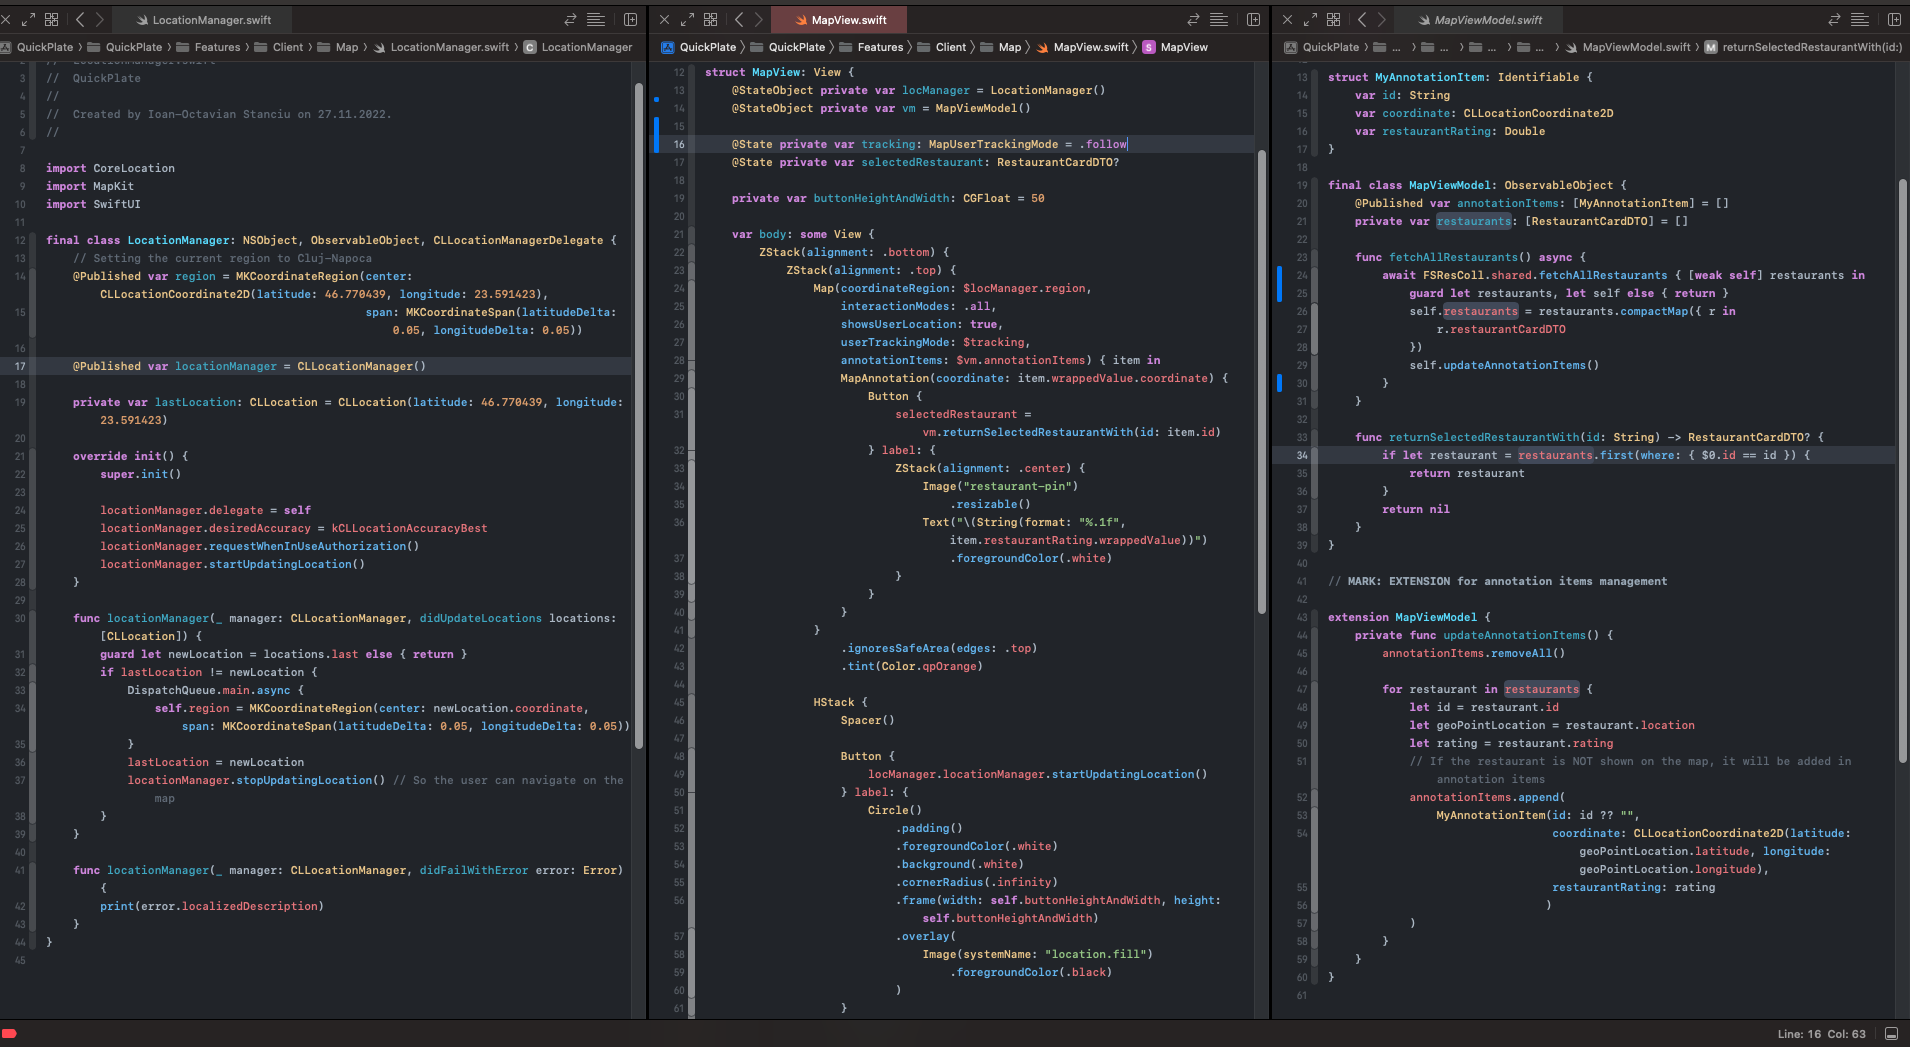 LocationManager.swift
QuickPlate > QuickPlate > Features > Client > Map > LocationManager.swift > C LocationManager
2 // LocationManager.swift
3 // QuickPlate
4 //
5 // Created by Ioan-Octavian Stanciu on 27.11.2022.
6 //
7
8 import CoreLocation
9 import MapKit
10 import SwiftUI
11
12 final class LocationManager: NSObject, ObservableObject, CLLocationManagerDelegate {
13 // Setting the current region to Cluj-Napoca
14 @Published var region = MKCoordinateRegion(center:
CLLocationCoordinate2D(latitude: 46.770439, longitude: 23.591423),
15 span: MKCoordinateSpan(latitudeDelta:
0.05, longitudeDelta: 0.05))
16
17 @Published var locationManager = CLLocationManager()
18
19 private var lastLocation: CLLocation = CLLocation(latitude: 46.770439, longitude:
23.591423)
20
21 override init() {
22 super.init()
23
24 locationManager.delegate = self
25 locationManager.desiredAccuracy = kCLLocationAccuracyBest
26 locationManager.requestWhenInUseAuthorization()
27 locationManager.startUpdatingLocation()
28 }
29
30 func locationManager(_ manager: CLLocationManager, didUpdateLocations locations:
[CLLocation]) {
31 guard let newLocation = locations.last else { return }
32 if lastLocation != newLocation {
33 DispatchQueue.main.async {
34 self.region = MKCoordinateRegion(center: newLocation.coordinate,
span: MKCoordinateSpan(latitudeDelta: 0.05, longitudeDelta: 0.05))
35 }
36 lastLocation = newLocation
37 locationManager.stopUpdatingLocation() // So the user can navigate on the
map
38 }
39 }
40
41 func locationManager(_ manager: CLLocationManager, didFailWithError error: Error)
{
42 print(error.localizedDescription)
43 }
44 }
45
MapView.swift
QuickPlate > QuickPlate > Features > Client > Map > MapView.swift > S MapView
12 struct MapView: View {
13 @StateObject private var locManager = LocationManager()
14 @StateObject private var vm = MapViewModel()
15
16 @State private var tracking: MapUserTrackingMode = .follow
17 @State private var selectedRestaurant: RestaurantCardDTO?
18
19 private var buttonHeightAndWidth: CGFloat = 50
20
21 var body: some View {
22 ZStack(alignment: .bottom) {
23 ZStack(alignment: .top) {
24 Map(coordinateRegion: $locManager.region,
25 interactionModes: .all,
26 showsUserLocation: true,
27 userTrackingMode: $tracking,
28 annotationItems: $vm.annotationItems) { item in
29 MapAnnotation(coordinate: item.wrappedValue.coordinate) {
30 Button {
31 selectedRestaurant =
vm.returnSelectedRestaurantWith(id: item.id)
32 } label: {
33 ZStack(alignment: .center) {
34 Image("restaurant-pin")
35 .resizable()
36 Text("\(String(format: "%.1f",
item.restaurantRating.wrappedValue))")
37 .foregroundColor(.white)
38 }
39 }
40 }
41 }
42 .ignoresSafeArea(edges: .top)
43 .tint(Color.qpOrange)
44
45 HStack {
46 Spacer()
47
48 Button {
49 locManager.locationManager.startUpdatingLocation()
50 } label: {
51 Circle()
52 .padding()
53 .foregroundColor(.white)
54 .background(.white)
55 .cornerRadius(.infinity)
56 .frame(width: self.buttonHeightAndWidth, height:
self.buttonHeightAndWidth)
57 .overlay(
58 Image(systemName: "location.fill")
59 .foregroundColor(.black)
60 )
61 }
MapViewModel.swift
QuickPlate > ... > ... > ... > ... > MapViewModel.swift > M returnSelectedRestaurantWith(id:)
13 struct MyAnnotationItem: Identifiable {
14 var id: String
15 var coordinate: CLLocationCoordinate2D
16 var restaurantRating: Double
17 }
18
19 final class MapViewModel: ObservableObject {
20 @Published var annotationItems: [MyAnnotationItem] = []
21 private var restaurants: [RestaurantCardDTO] = []
22
23 func fetchAllRestaurants() async {
24 await FSResColl.shared.fetchAllRestaurants { [weak self] restaurants in
25 guard let restaurants, let self else { return }
26 self.restaurants = restaurants.compactMap({ r in
27 r.restaurantCardDTO
28 })
29 self.updateAnnotationItems()
30 }
31 }
32
33 func returnSelectedRestaurantWith(id: String) -> RestaurantCardDTO? {
34 if let restaurant = restaurants.first(where: { $0.id == id }) {
35 return restaurant
36 }
37 return nil
38 }
39 }
40
41 // MARK: EXTENSION for annotation items management
42
43 extension MapViewModel {
44 private func updateAnnotationItems() {
45 annotationItems.removeAll()
46
47 for restaurant in restaurants {
48 let id = restaurant.id
49 let geoPointLocation = restaurant.location
50 let rating = restaurant.rating
51 // If the restaurant is NOT shown on the map, it will be added in
annotation items
52 annotationItems.append(
53 MyAnnotationItem(id: id ?? "",
54 coordinate: CLLocationCoordinate2D(latitude:
geoPointLocation.latitude, longitude:
geoPointLocation.longitude),
55 restaurantRating: rating
56 )
57 )
58 }
59 }
60 }
61
Line: 16 Col: 63